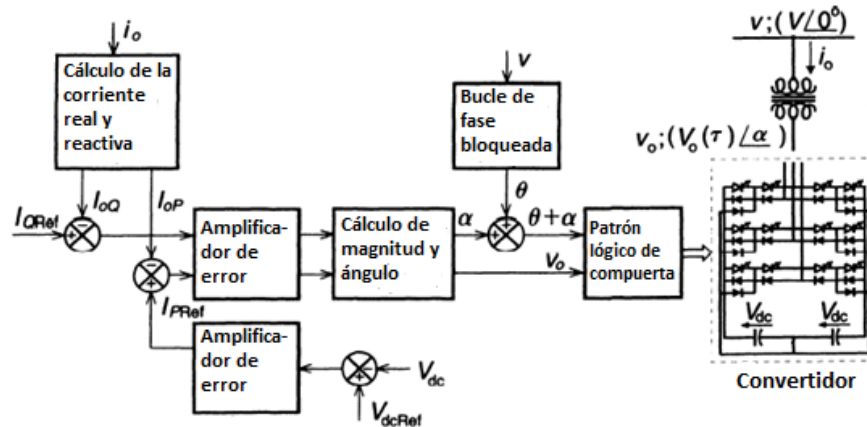 i_o
Cálculo de la
corriente
real y
reactiva
v
Bucle de
fase
bloqueada
v;(V∠0°)
i_o
v_o;(V_o(τ)∠α)
I_oQ
I_oP
θ
I_QRef
Amplifica-
dor de
error
Cálculo de
magnitud y
ángulo
α
θ+α
v_o
Patrón
lógico de
compuerta
I_PRef
Amplifica-
dor de
error
V_dc
V_dcRef
V_dc
V_dc
Convertidor